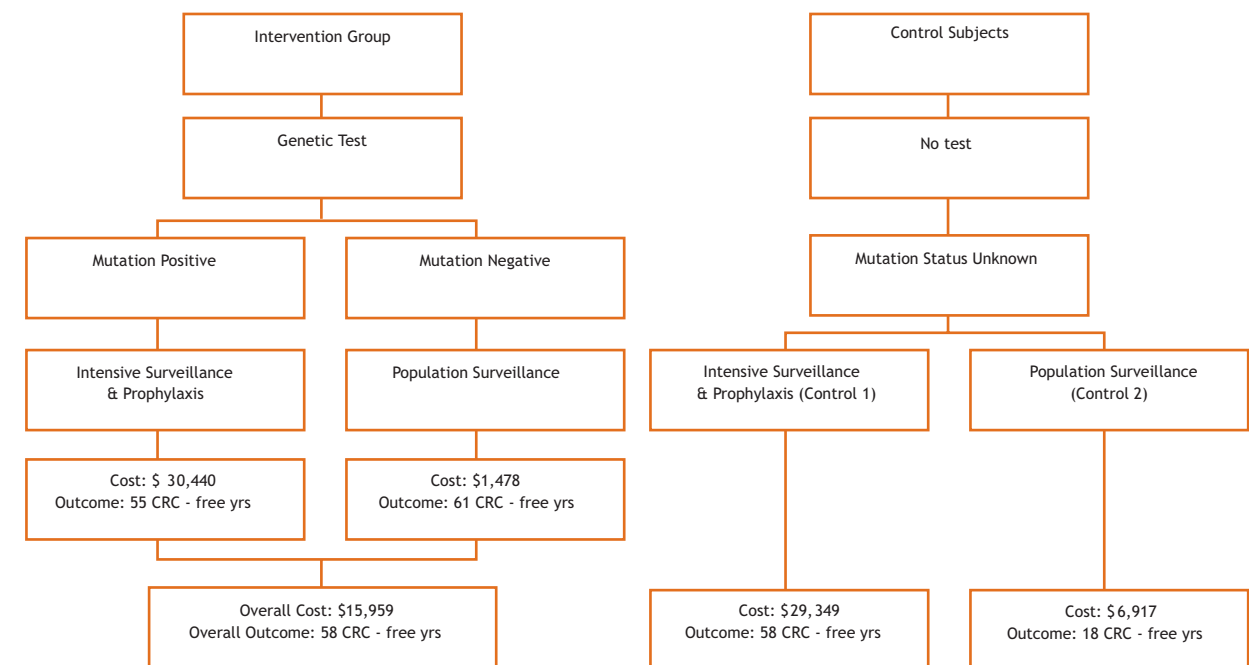 Intervention Group
Genetic Test
Mutation Positive
Mutation Negative
Intensive Surveillance
& Prophylaxis
Population Surveillance
Cost: $ 30,440
Outcome: 55 CRC - free yrs
Cost: $1,478
Outcome: 61 CRC - free yrs
Overall Cost: $15,959
Overall Outcome: 58 CRC - free yrs
Control Subjects
No test
Mutation Status Unknown
Intensive Surveillance
& Prophylaxis (Control 1)
Population Surveillance
(Control 2)
Cost: $29,349
Outcome: 58 CRC - free yrs
Cost: $6,917
Outcome: 18 CRC - free yrs